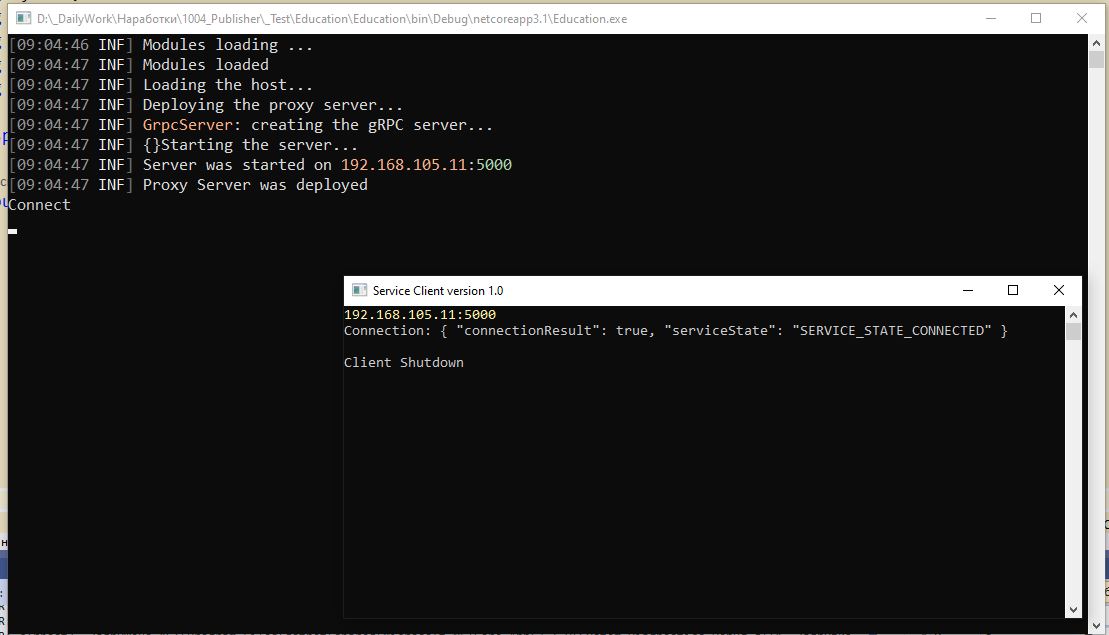 D:\_DailyWork\Наработки\1004_Publisher\_Test\Education\Education\bin\Debug\netcoreapp3.1\Education.exe
[09:04:46 INF] Modules loading ...
[09:04:47 INF] Modules loaded
[09:04:47 INF] Loading the host...
[09:04:47 INF] Deploying the proxy server...
[09:04:47 INF] GrpcServer: creating the gRPC server...
[09:04:47 INF] {}Starting the server...
[09:04:47 INF] Server was started on 192.168.105.11:5000
[09:04:47 INF] Proxy Server was deployed
Connect
Service Client version 1.0
192.168.105.11:5000
Connection: { "connectionResult": true, "serviceState": "SERVICE_STATE_CONNECTED" }
Client Shutdown